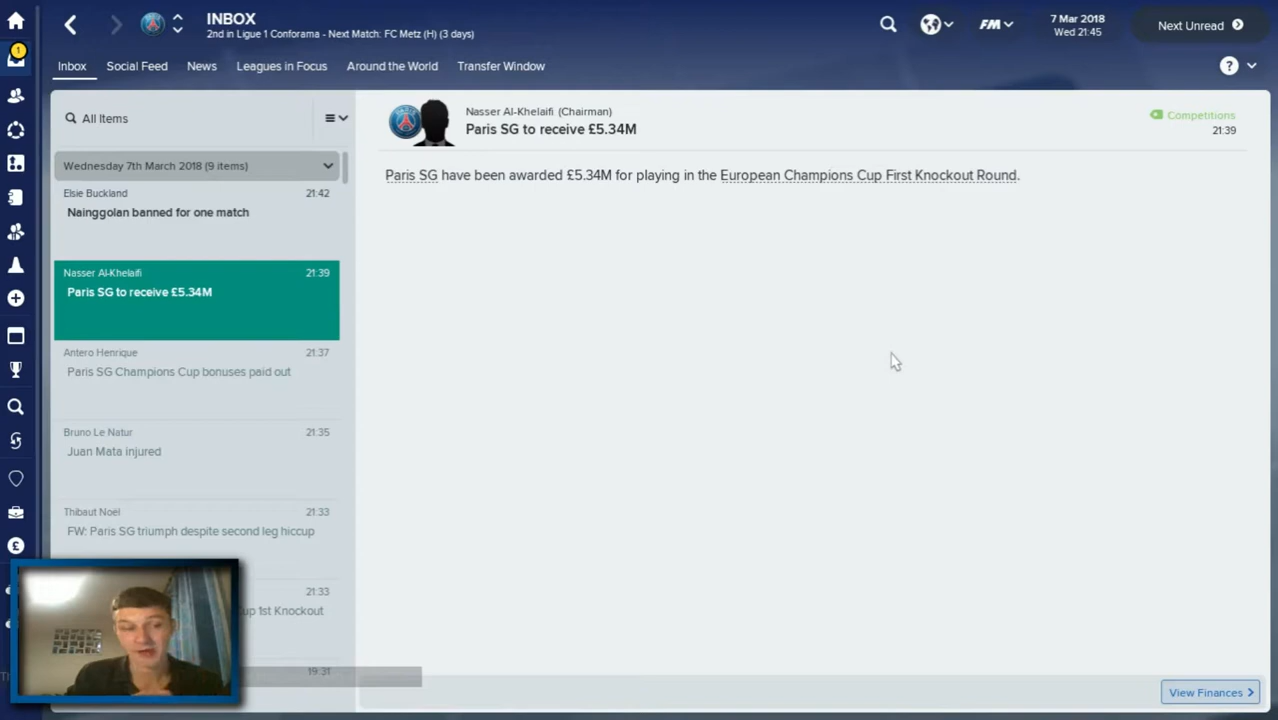 INBOX
2nd in Ligue 1 Conforama - Next Match: FC Metz (H) (3 days)
FM
7 Mar 2018
Wed 21:45
Next Unread
1
Inbox
Social Feed
News
Leagues in Focus
Around the World
Transfer Window
?
All Items
Wednesday 7th March 2018 (9 items)
Elsie Buckland 21:42
Nainggolan banned for one match
Nasser Al-Khelaifi 21:39
Paris SG to receive £5.34M
Antero Henrique 21:37
Paris SG Champions Cup bonuses paid out
Bruno Le Natur 21:35
Juan Mata injured
Thibaut Noël 21:33
FW: Paris SG triumph despite second leg hiccup
21:33
Cup 1st Knockout
19:31
Nasser Al-Khelaifi (Chairman)
Paris SG to receive £5.34M
Competitions
21:39
Paris SG have been awarded £5.34M for playing in the European Champions Cup First Knockout Round.
View Finances